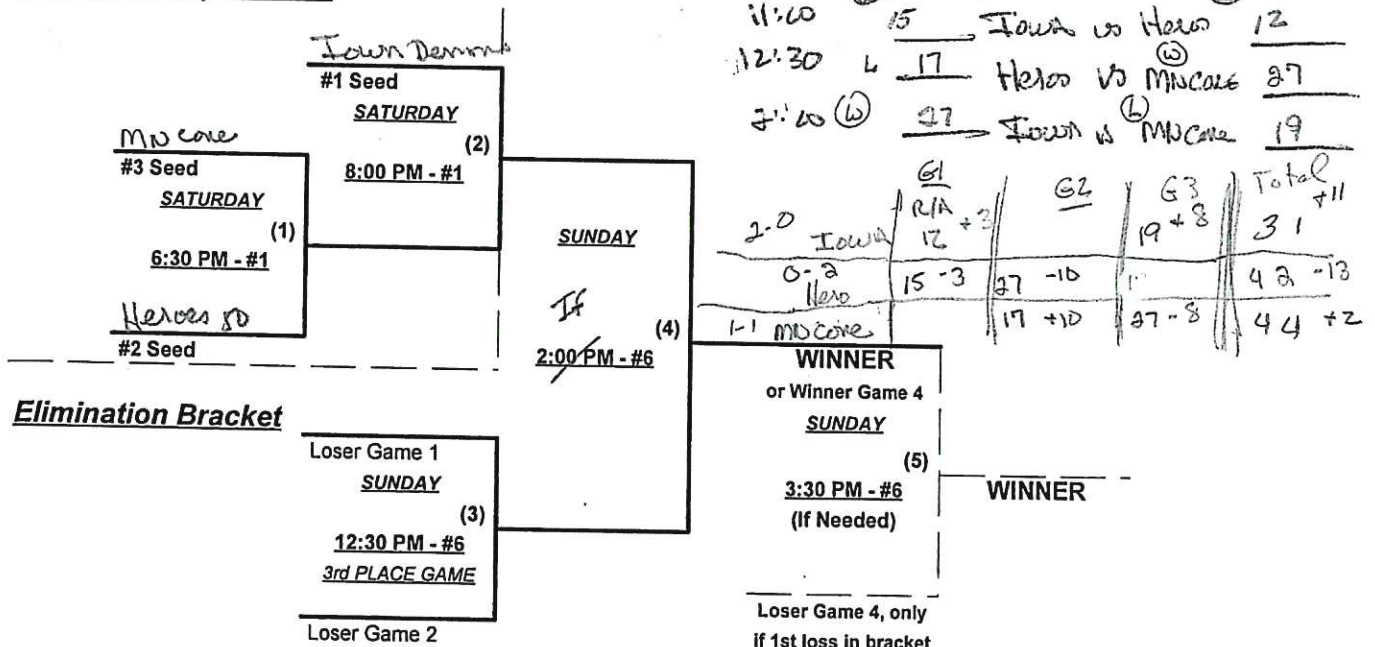 11:00 15 Iowa vs Heros 12
12:30 L 17 Heros vs MNCORE W 27
2:00 W 27 Iowa vs L MNCore 19
G1 G2 G3 Total
R/A
2-0 Iowa 12 +3 19 +8 31 +11
0-2 Hero 15 -3 27 -10 42 -13
1-1 MNCore 17 +10 27 -8 44 +2
#1 Seed
SATURDAY
(2)
8:00 PM - #1
MN Core
#3 Seed
SATURDAY
(1)
6:30 PM - #1
Heroes 50
#2 Seed
SUNDAY
If
(4)
2:00 PM - #6
WINNER
or Winner Game 4
SUNDAY
(5)
3:30 PM - #6
(If Needed)
WINNER
Loser Game 4, only
if 1st loss in bracket
Elimination Bracket
Loser Game 1
SUNDAY
(3)
12:30 PM - #6
3rd PLACE GAME
Loser Game 2